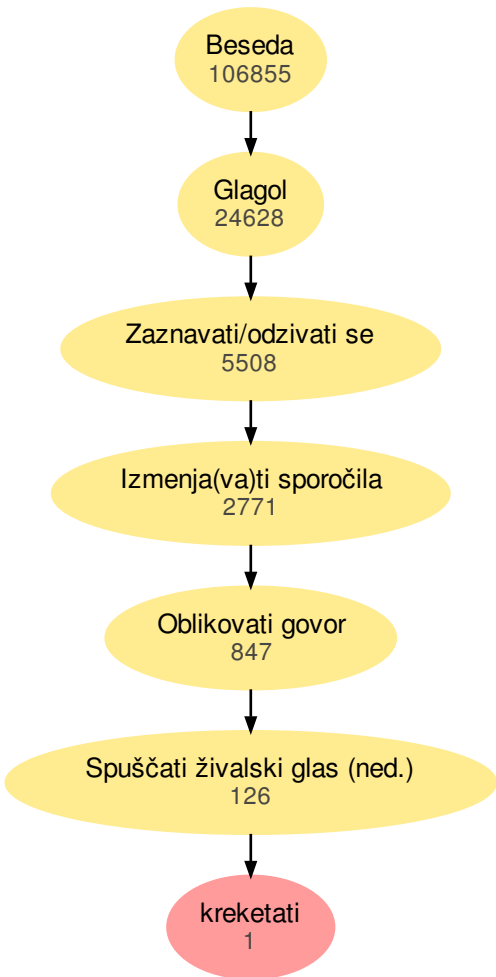 Beseda
106855
Glagol
24628
Zaznavati/odzivati se
5508
Izmenja(va)ti sporočila
2771
Oblikovati govor
847
Spuščati živalski glas (ned.)
126
kreketati
1